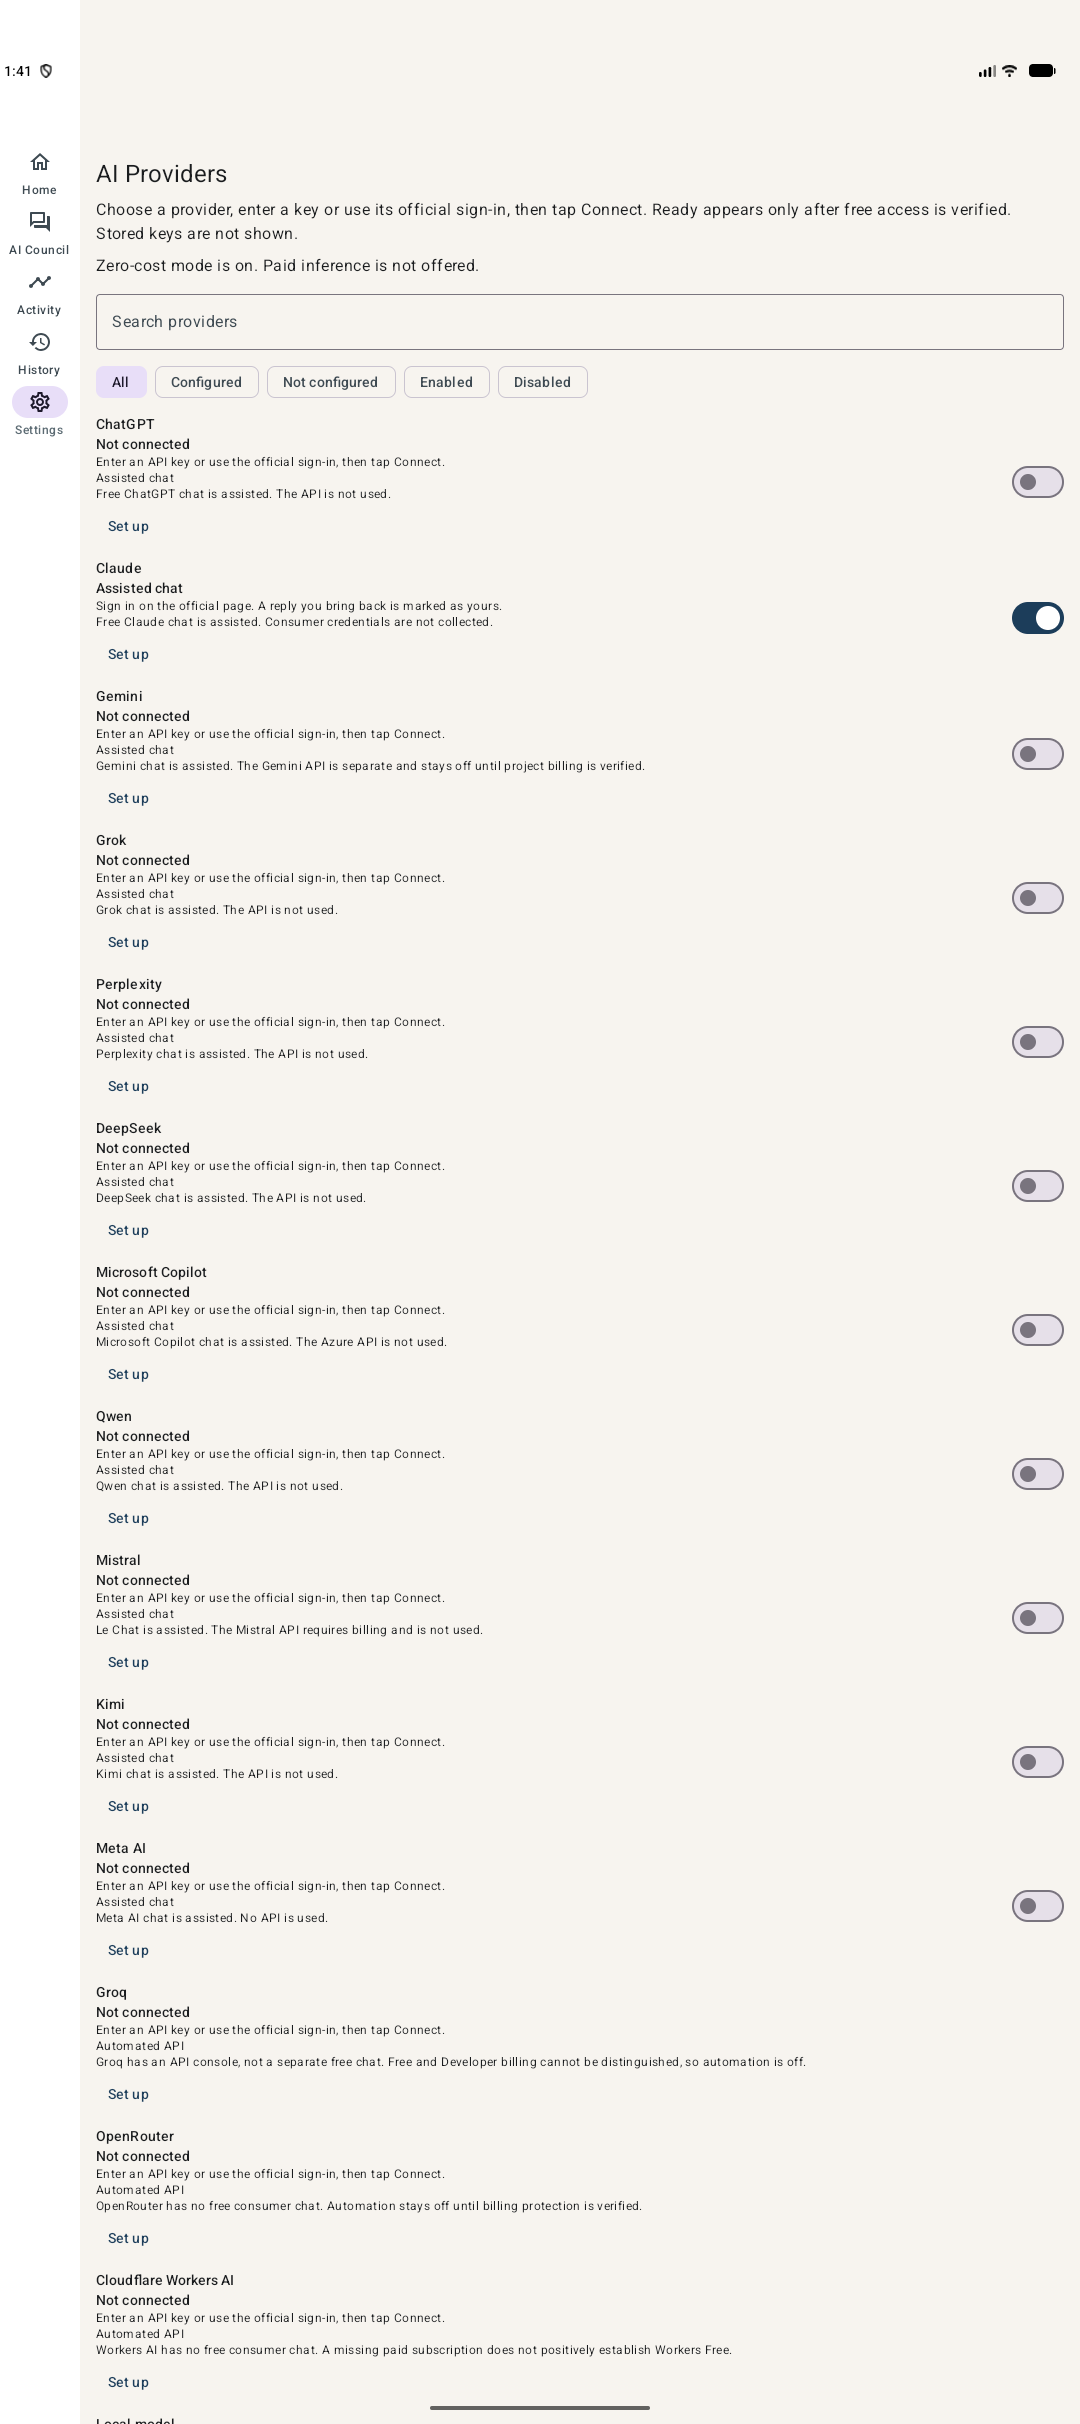 1:41
Home
AI Council
Activity
History
Settings
AI Providers
Choose a provider, enter a key or use its official sign-in, then tap Connect. Ready appears only after free access is verified.
Stored keys are not shown.
Zero-cost mode is on. Paid inference is not offered.
Search providers
All
Configured
Not configured
Enabled
Disabled
ChatGPT
Not connected
Enter an API key or use the official sign-in, then tap Connect.
Assisted chat
Free ChatGPT chat is assisted. The API is not used.
Set up
Claude
Assisted chat
Sign in on the official page. A reply you bring back is marked as yours.
Free Claude chat is assisted. Consumer credentials are not collected.
Set up
Gemini
Not connected
Enter an API key or use the official sign-in, then tap Connect.
Assisted chat
Gemini chat is assisted. The Gemini API is separate and stays off until project billing is verified.
Set up
Grok
Not connected
Enter an API key or use the official sign-in, then tap Connect.
Assisted chat
Grok chat is assisted. The API is not used.
Set up
Perplexity
Not connected
Enter an API key or use the official sign-in, then tap Connect.
Assisted chat
Perplexity chat is assisted. The API is not used.
Set up
DeepSeek
Not connected
Enter an API key or use the official sign-in, then tap Connect.
Assisted chat
DeepSeek chat is assisted. The API is not used.
Set up
Microsoft Copilot
Not connected
Enter an API key or use the official sign-in, then tap Connect.
Assisted chat
Microsoft Copilot chat is assisted. The Azure API is not used.
Set up
Qwen
Not connected
Enter an API key or use the official sign-in, then tap Connect.
Assisted chat
Qwen chat is assisted. The API is not used.
Set up
Mistral
Not connected
Enter an API key or use the official sign-in, then tap Connect.
Assisted chat
Le Chat is assisted. The Mistral API requires billing and is not used.
Set up
Kimi
Not connected
Enter an API key or use the official sign-in, then tap Connect.
Assisted chat
Kimi chat is assisted. The API is not used.
Set up
Meta AI
Not connected
Enter an API key or use the official sign-in, then tap Connect.
Assisted chat
Meta AI chat is assisted. No API is used.
Set up
Groq
Not connected
Enter an API key or use the official sign-in, then tap Connect.
Automated API
Groq has an API console, not a separate free chat. Free and Developer billing cannot be distinguished, so automation is off.
Set up
OpenRouter
Not connected
Enter an API key or use the official sign-in, then tap Connect.
Automated API
OpenRouter has no free consumer chat. Automation stays off until billing protection is verified.
Set up
Cloudflare Workers AI
Not connected
Enter an API key or use the official sign-in, then tap Connect.
Automated API
Workers AI has no free consumer chat. A missing paid subscription does not positively establish Workers Free.
Set up
Local model